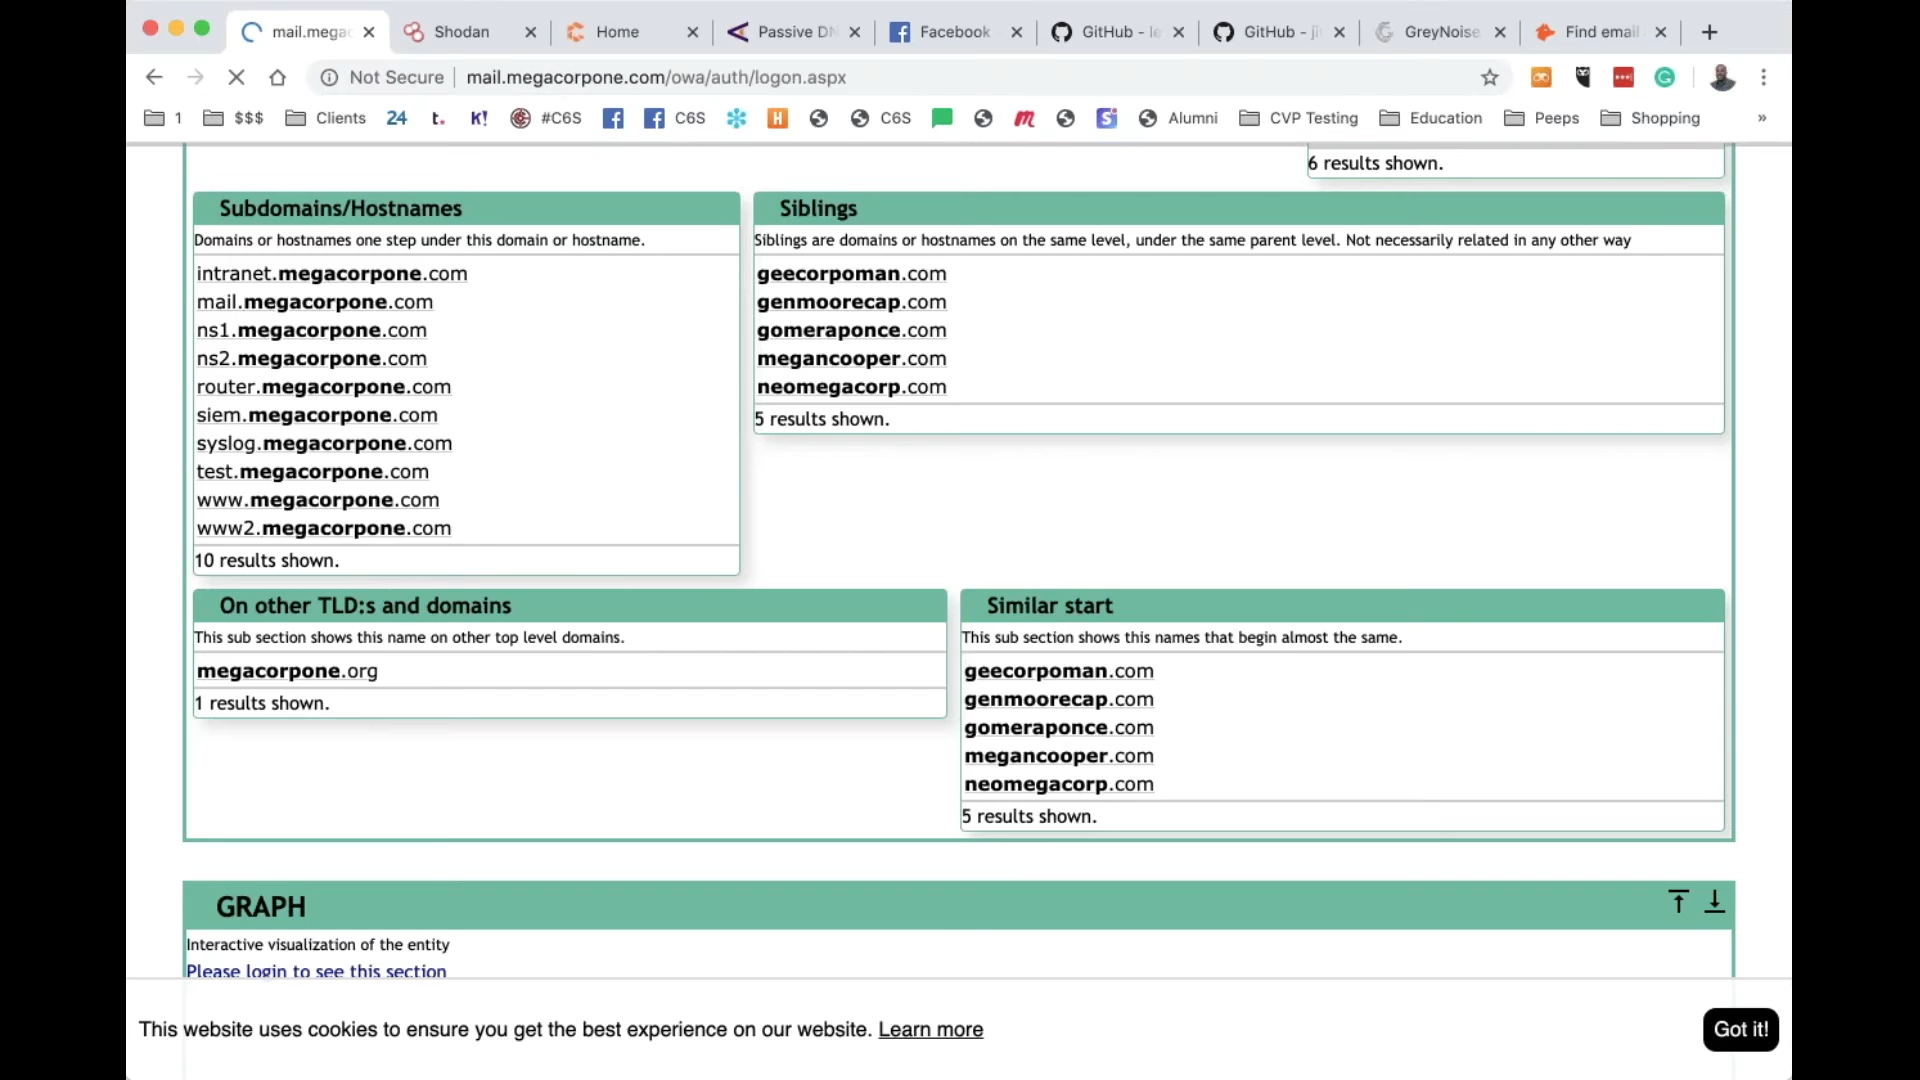 mail.mega
Shodan
Home
Passive DN
Facebook
GitHub - le
GitHub - ji
GreyNoise
Find email
Not Secure
mail.megacorpone.com/owa/auth/logon.aspx
1
$$$
Clients
24
t.
K!
#C6S
C6S
H
C6S
m
S
Alumni
CVP Testing
Education
Peeps
Shopping
»
6 results shown.
Subdomains/Hostnames
Domains or hostnames one step under this domain or hostname.
intranet.megacorpone.com
mail.megacorpone.com
ns1.megacorpone.com
ns2.megacorpone.com
router.megacorpone.com
siem.megacorpone.com
syslog.megacorpone.com
test.megacorpone.com
www.megacorpone.com
www2.megacorpone.com
10 results shown.
Siblings
Siblings are domains or hostnames on the same level, under the same parent level. Not necessarily related in any other way
geecorpoman.com
genmoorecap.com
gomeraponce.com
megancooper.com
neomegacorp.com
5 results shown.
On other TLD:s and domains
This sub section shows this name on other top level domains.
megacorpone.org
1 results shown.
Similar start
This sub section shows this names that begin almost the same.
geecorpoman.com
genmoorecap.com
gomeraponce.com
megancooper.com
neomegacorp.com
5 results shown.
GRAPH
Interactive visualization of the entity
Please login to see this section
This website uses cookies to ensure you get the best experience on our website. Learn more
Got it!